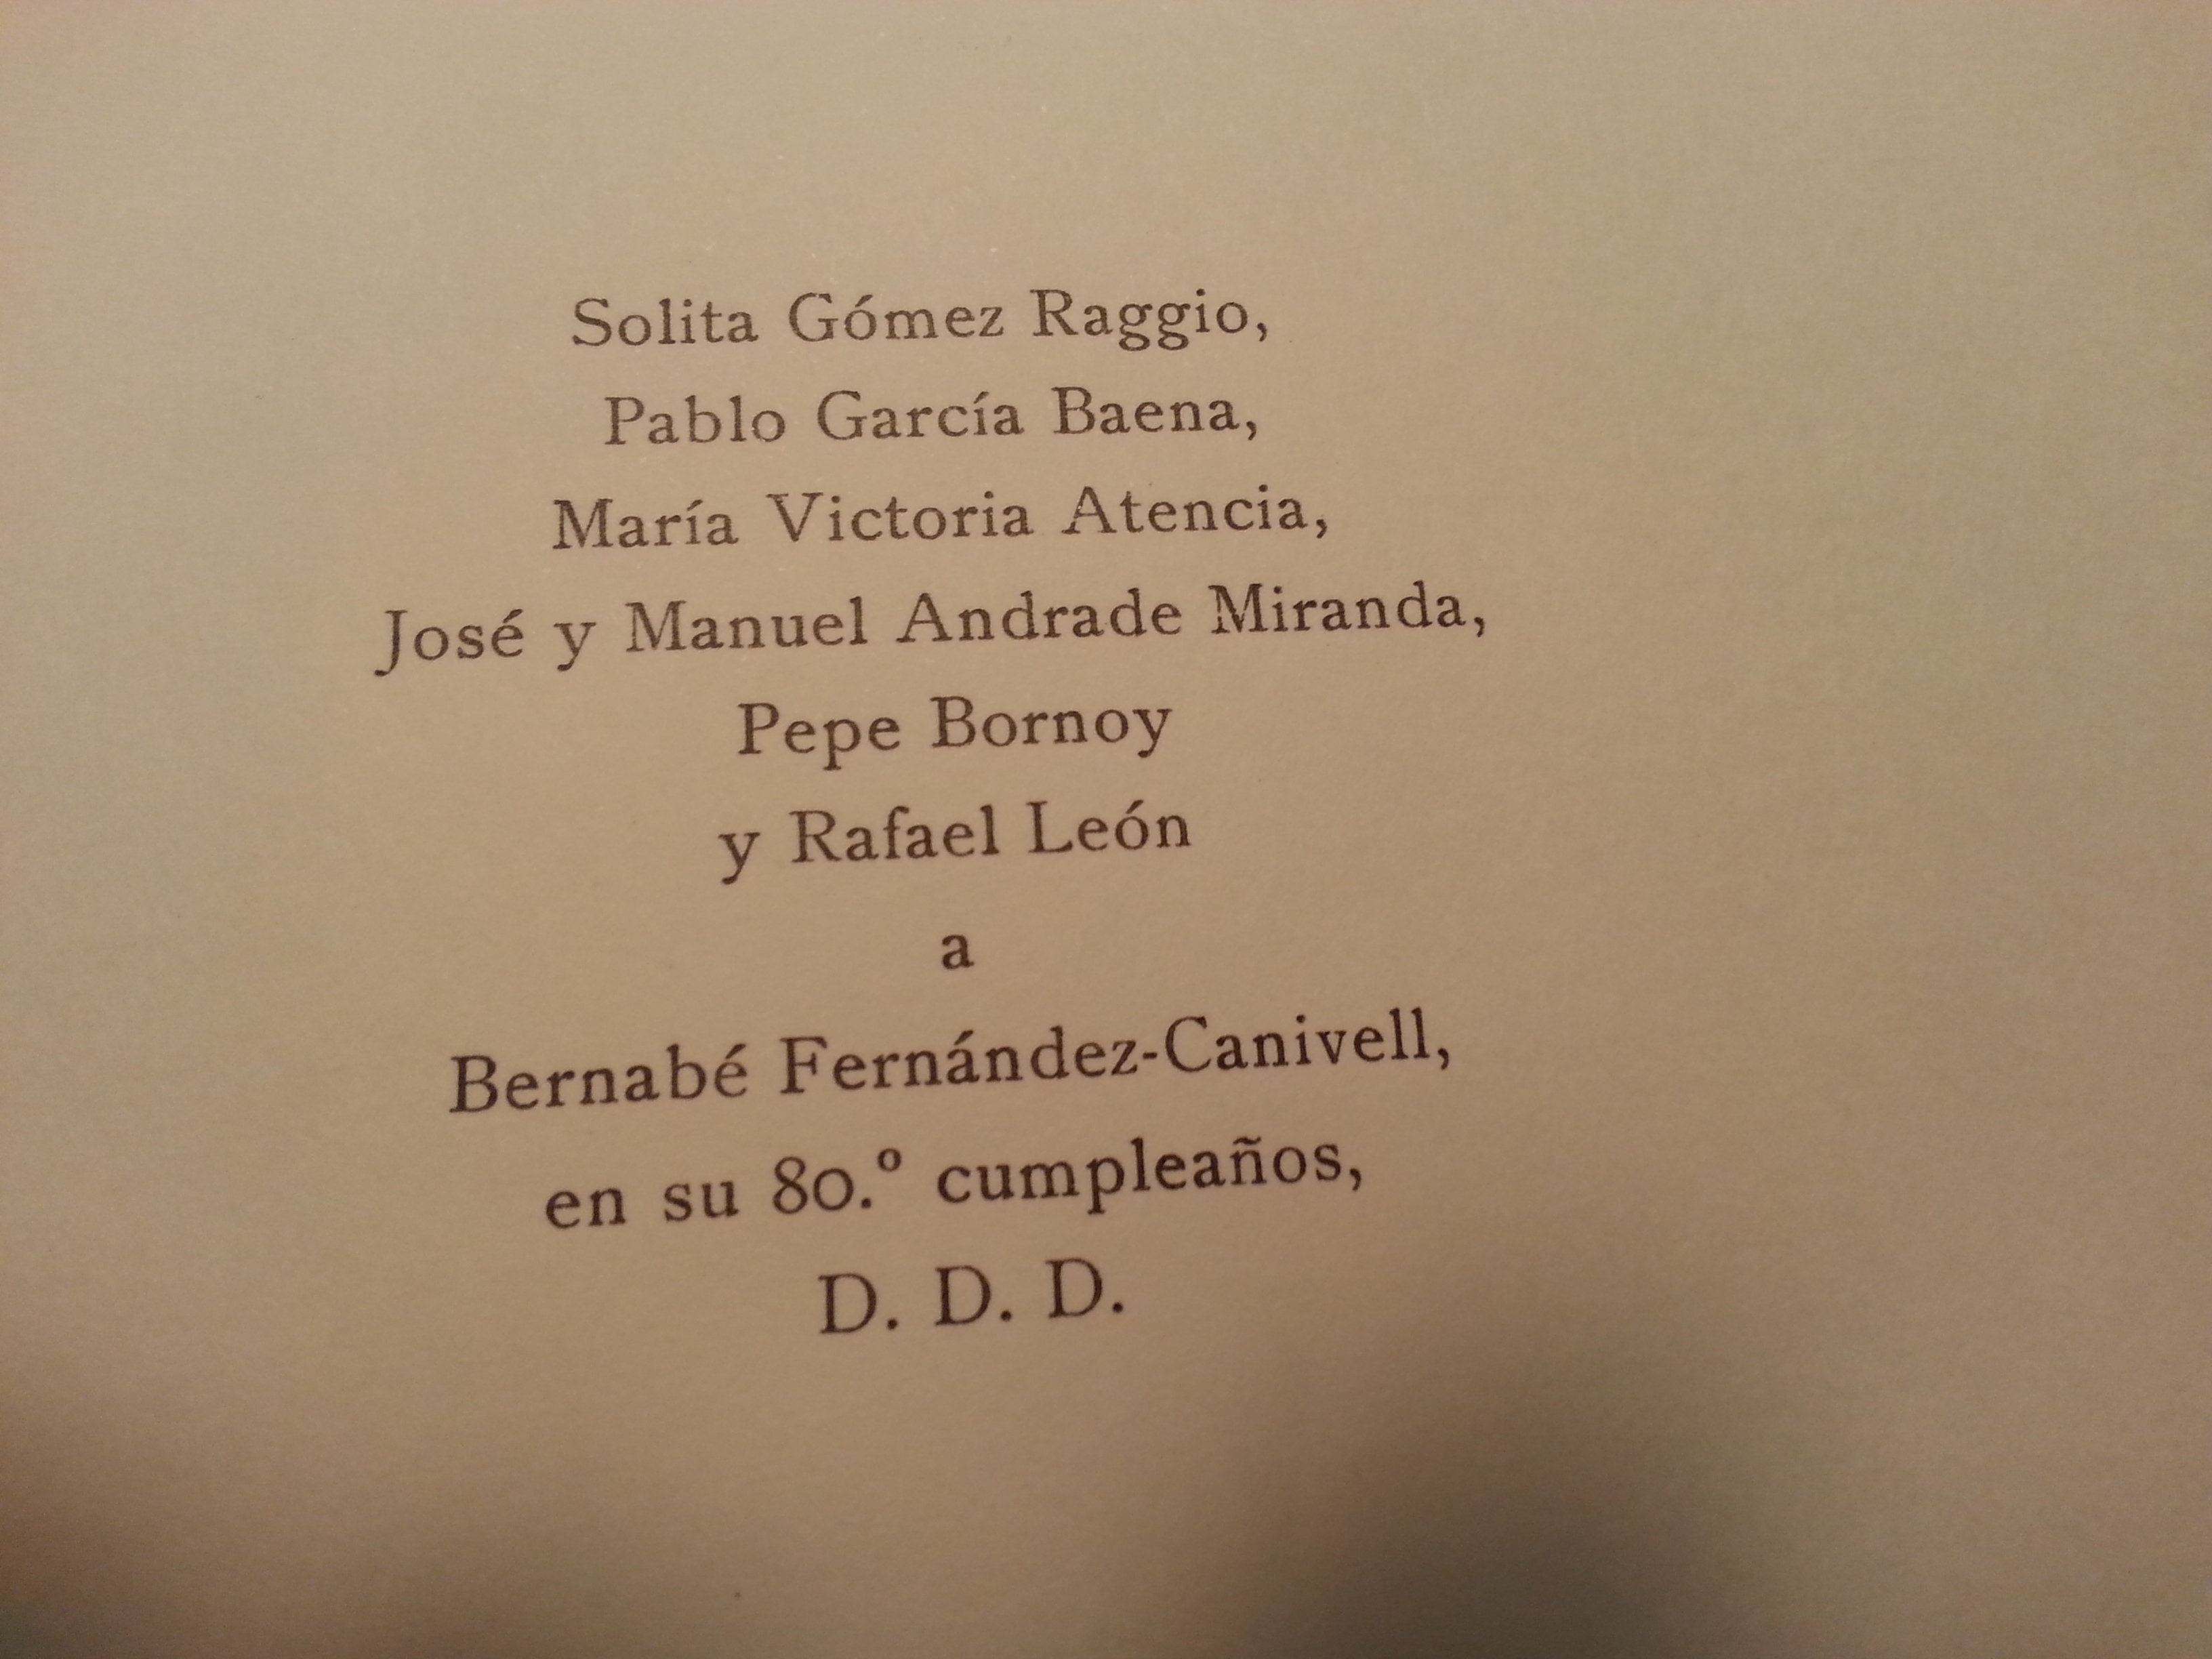 Solita Gómez Raggio,
Pablo García Baena,
María Victoria Atencia,
José y Manuel Andrade Miranda,
Pepe Bornoy
y Rafael León
a
Bernabé Fernández-Canivell,
en su 80.º cumpleaños,
D. D. D.